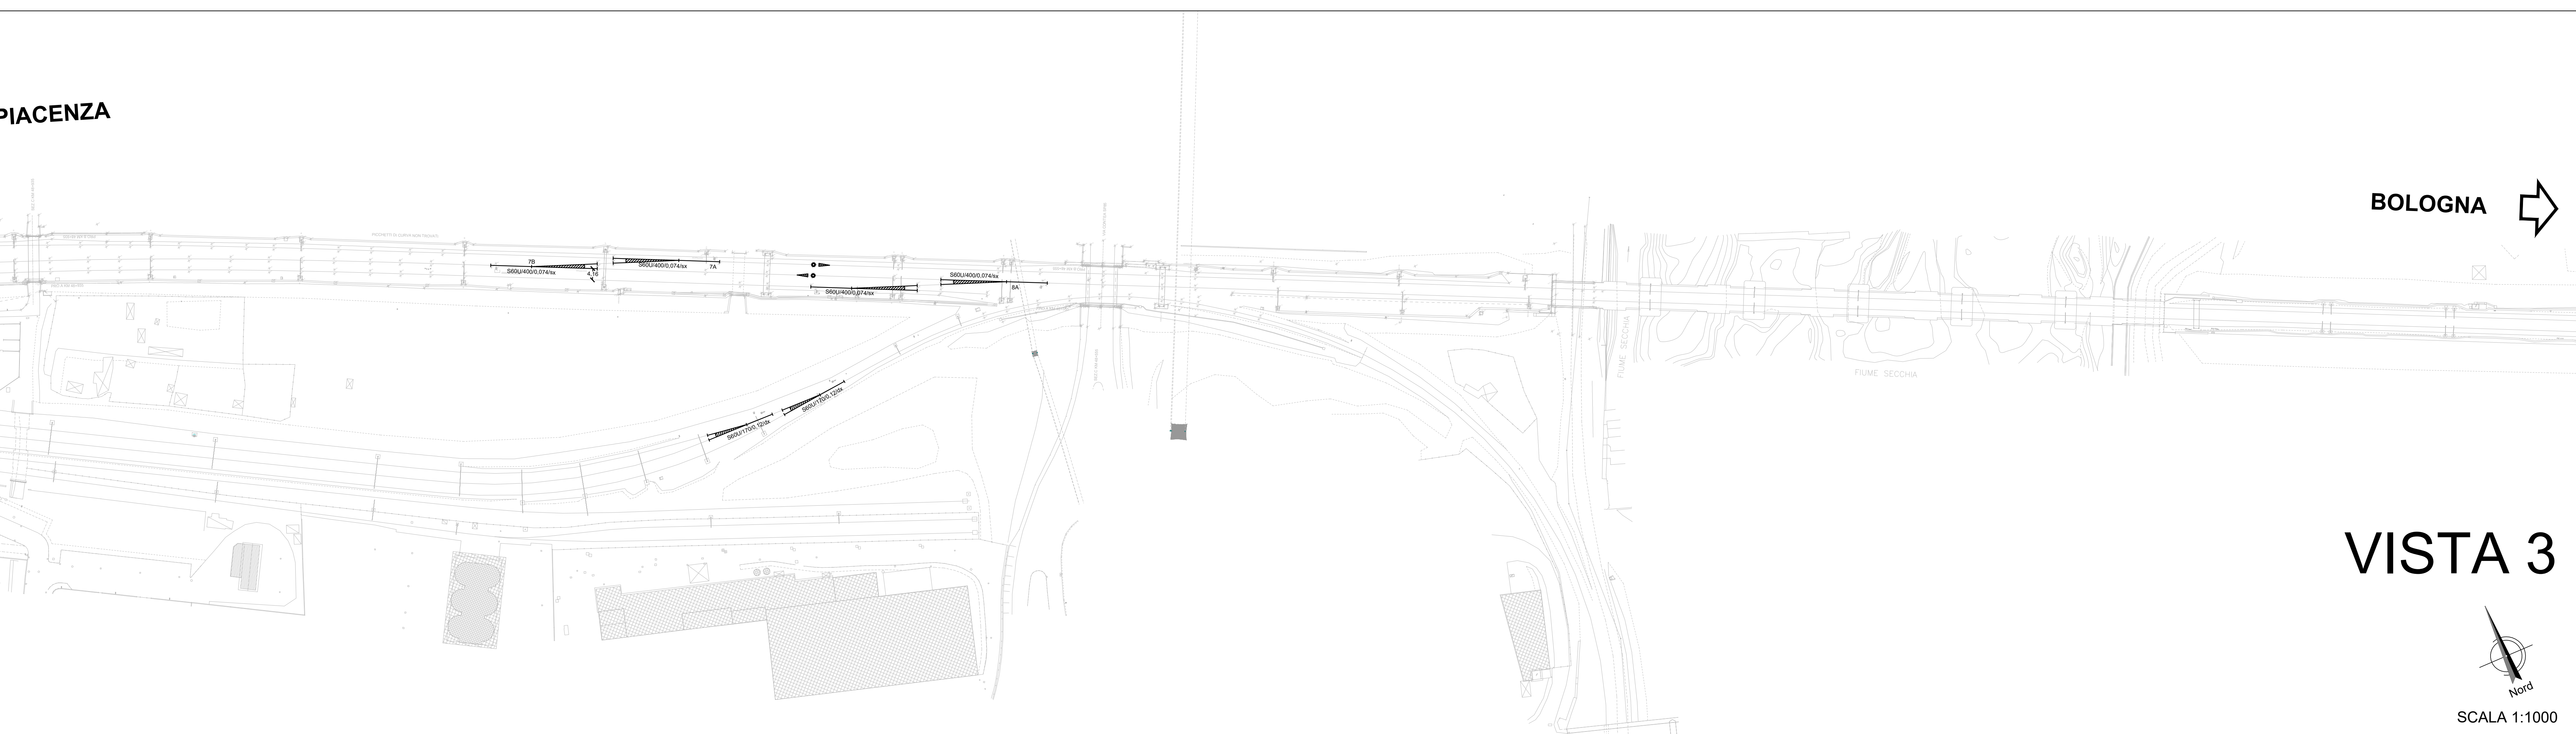 PIACENZA
BOLOGNA
7B
S60U/400/0,074/sx
4,16
S60U/400/0,074/sx
7A
S60U/400/0,074/sx
S60U/400/0,074/sx
8A
S60U/170/0,12/dx
S60U/170/0,12/dx
FIUME SECCHIA
FIUME SECCHIA
VISTA 3
Nord
SCALA 1:1000